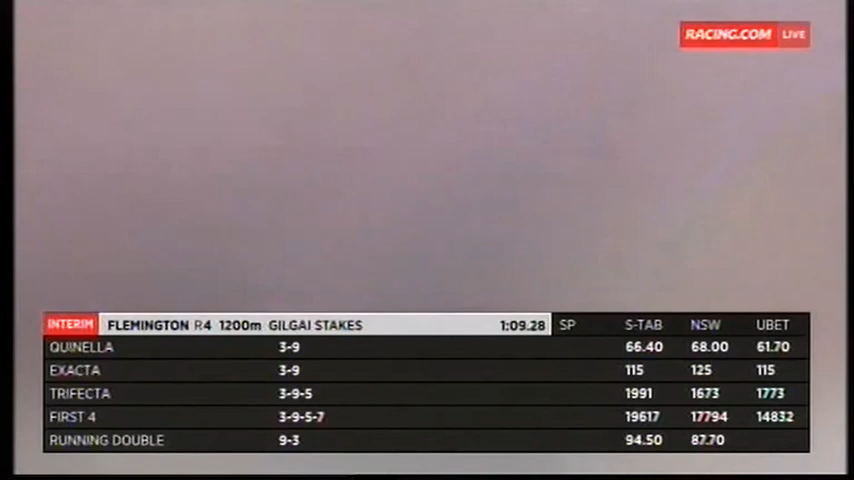 RACING.COM LIVE
INTERIM FLEMINGTON R4 1200m GILGAI STAKES 1:09.28 SP S-TAB NSW UBET
QUINELLA 3-9 66.40 68.00 61.70
EXACTA 3-9 115 125 115
TRIFECTA 3-9-5 1991 1673 1773
FIRST 4 3-9-5-7 19617 17794 14832
RUNNING DOUBLE 9-3 94.50 87.70